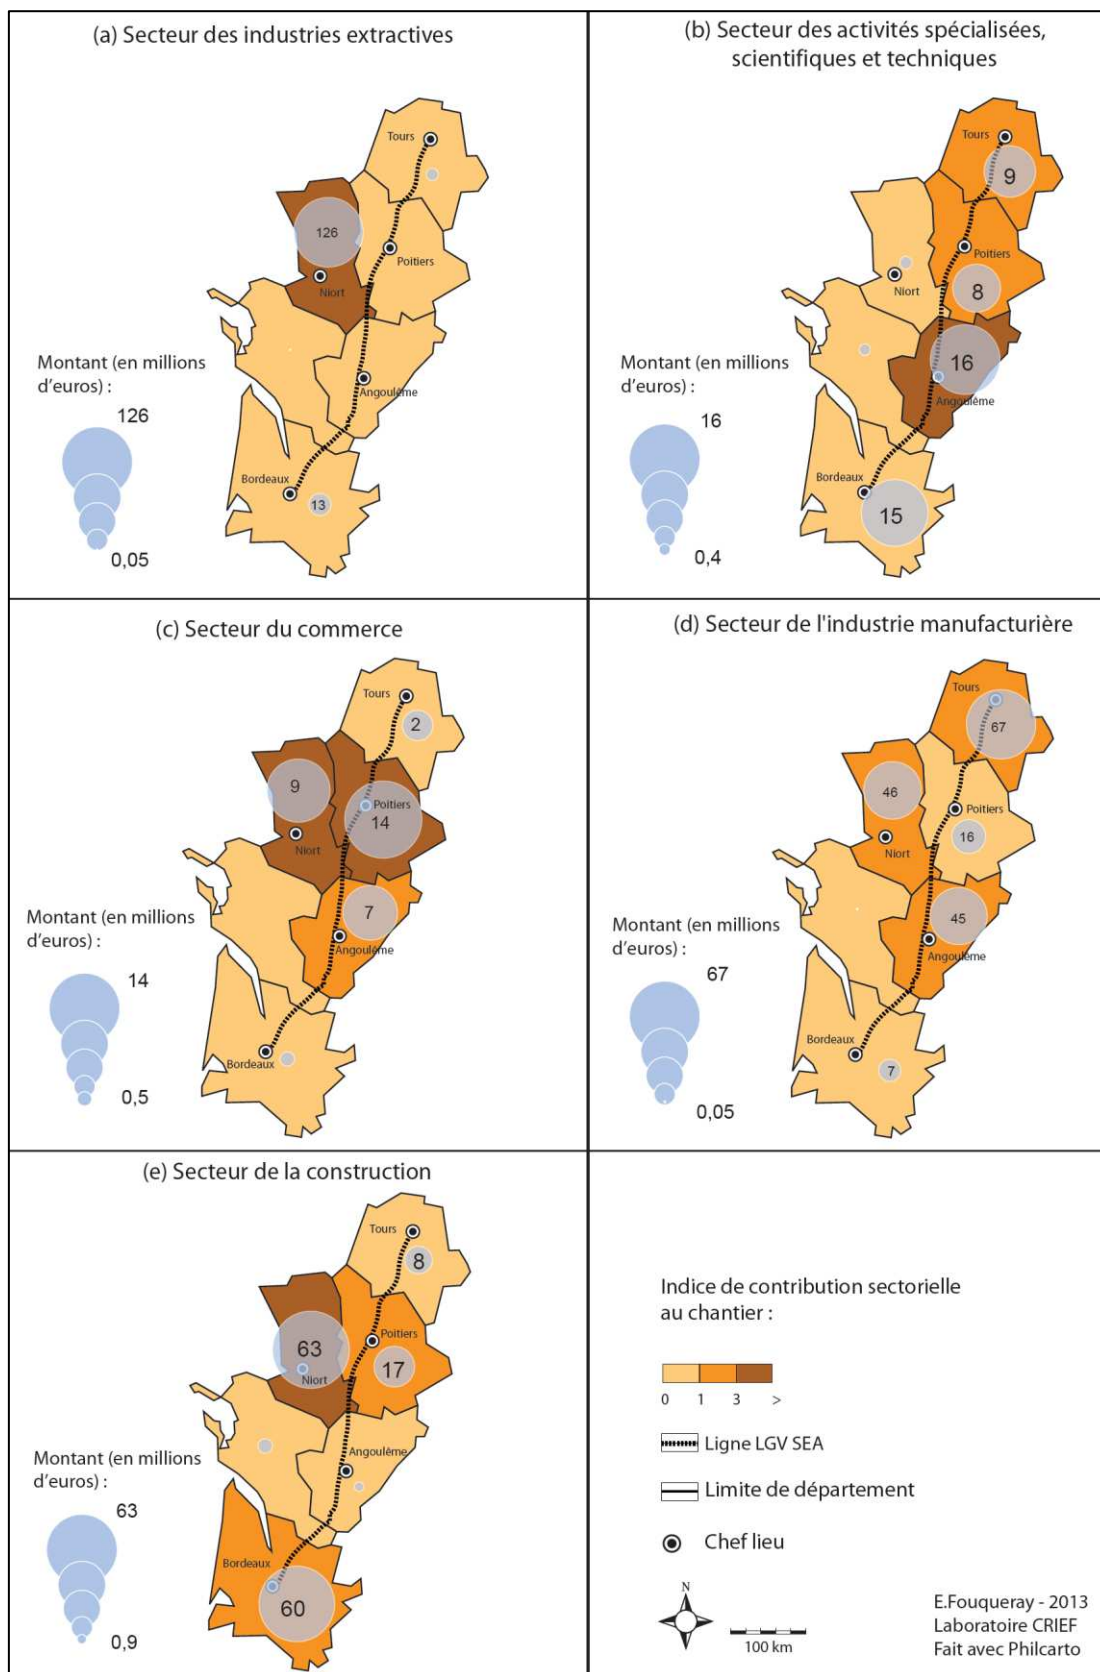 (a) Secteur des industries extractives
Tours
126
Poitiers
Niort
Montant (en millions
d'euros) :
126
Angoulême
Bordeaux
13
0,05
(b) Secteur des activités spécialisées,
scientifiques et techniques
Tours
9
Poitiers
Niort
8
Montant (en millions
d'euros) :
16
16
Angoulême
Bordeaux
15
0,4
(c) Secteur du commerce
Tours
2
9
Poitiers
14
Niort
7
Montant (en millions
d'euros) :
Angoulême
14
Bordeaux
0,5
(d) Secteur de l'industrie manufacturière
Tours
67
46
Poitiers
16
Niort
45
Montant (en millions
d'euros) :
Angoulême
67
Bordeaux
7
0,05
(e) Secteur de la construction
Tours
8
Poitiers
63
17
Niort
Angoulême
Montant (en millions
d'euros) :
63
Bordeaux
60
0,9
Indice de contribution sectorielle
au chantier :
0 1 3 >
Ligne LGV SEA
Limite de département
Chef lieu
N
100 km
E.Fouqueray - 2013
Laboratoire CRIEF
Fait avec Philcarto